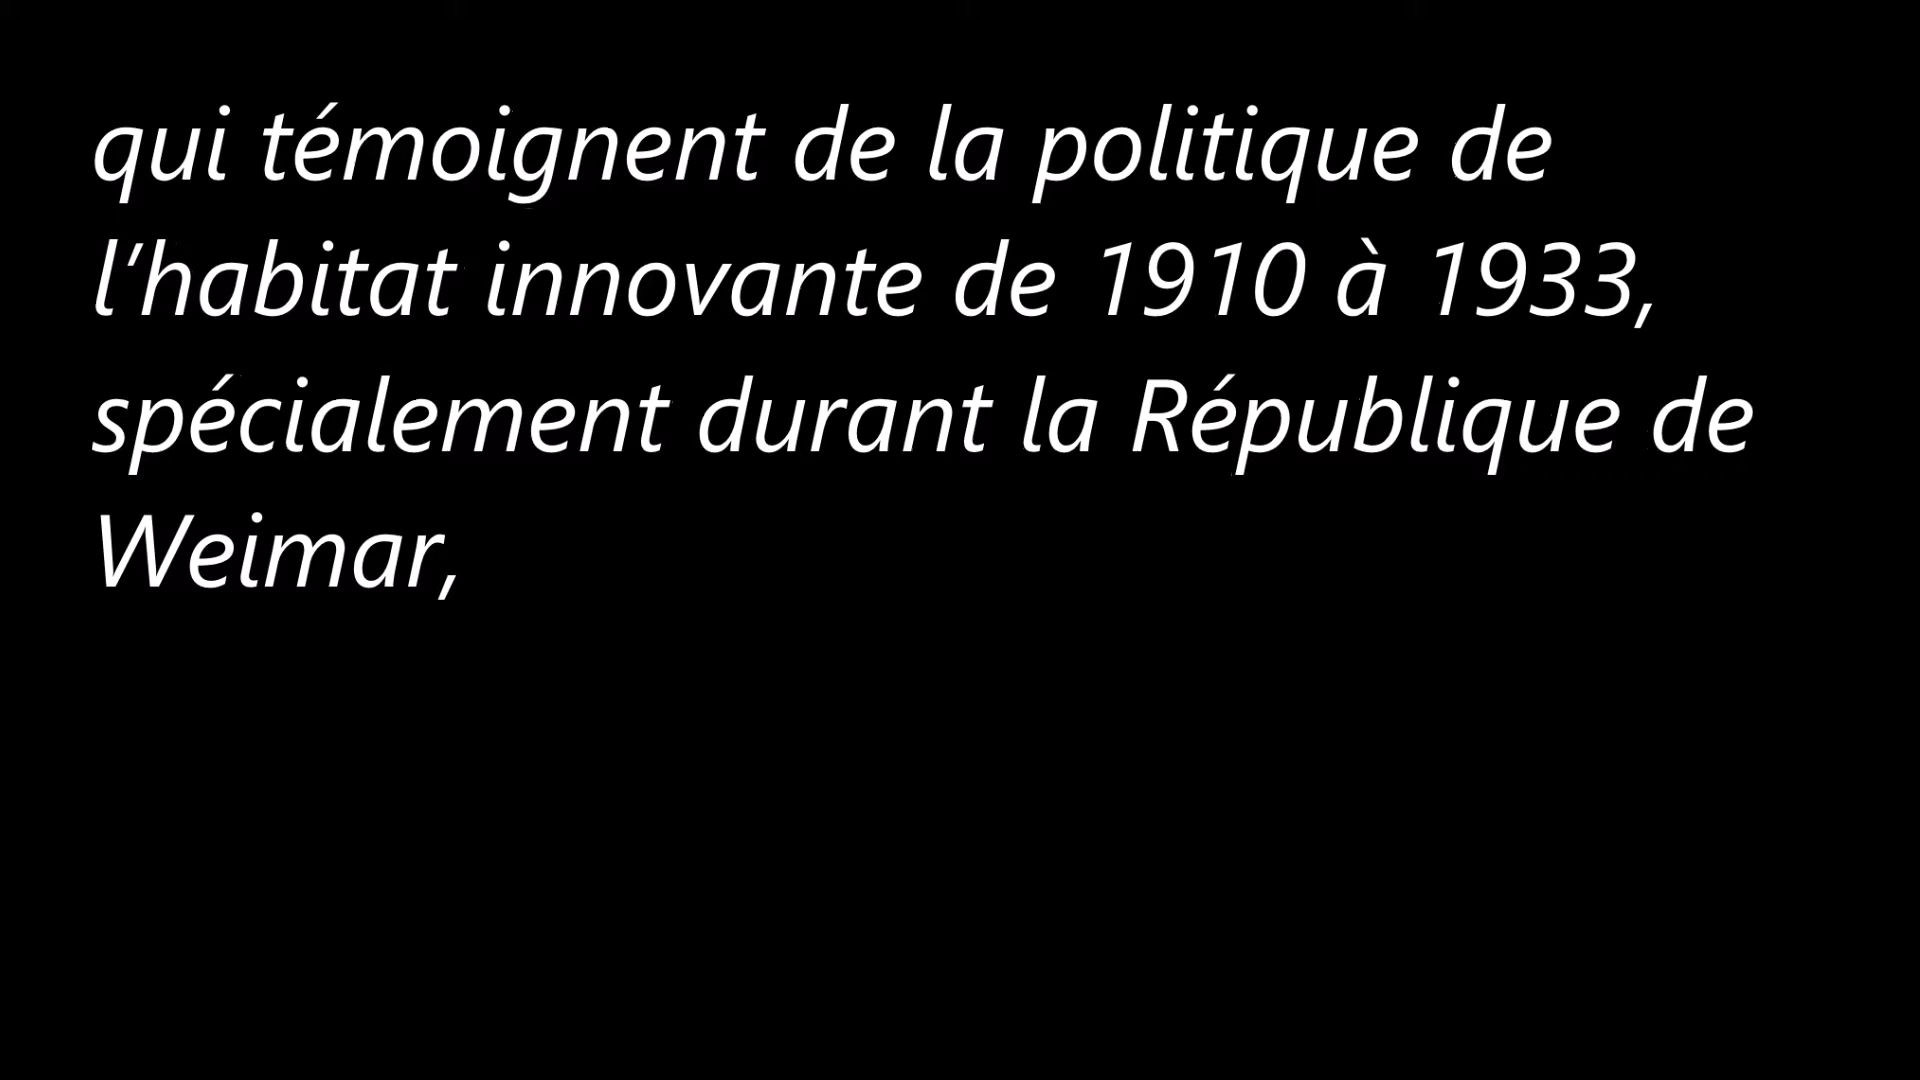 qui témoignent de la politique de
l’habitat innovante de 1910 à 1933,
spécialement durant la République de
Weimar,